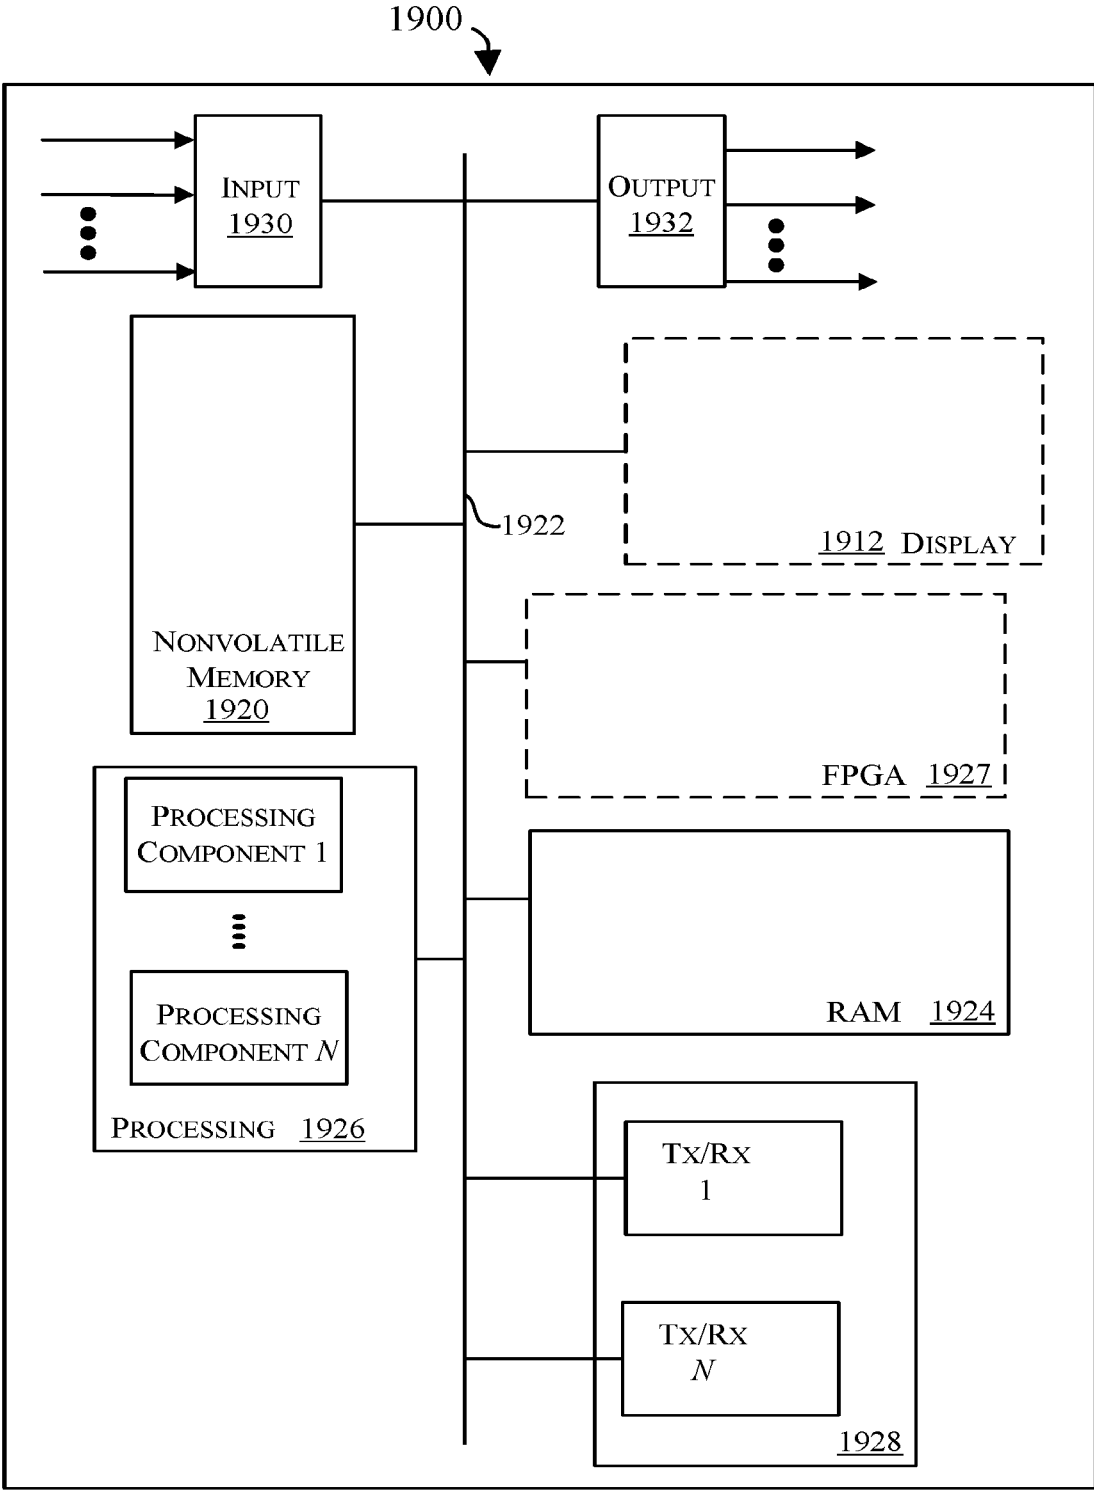 1900
INPUT
1930
OUTPUT
1932
1922
1912 DISPLAY
NONVOLATILE
MEMORY
1920
FPGA 1927
PROCESSING
COMPONENT 1
PROCESSING
COMPONENT N
PROCESSING 1926
RAM 1924
TX/RX
1
TX/RX
N
1928